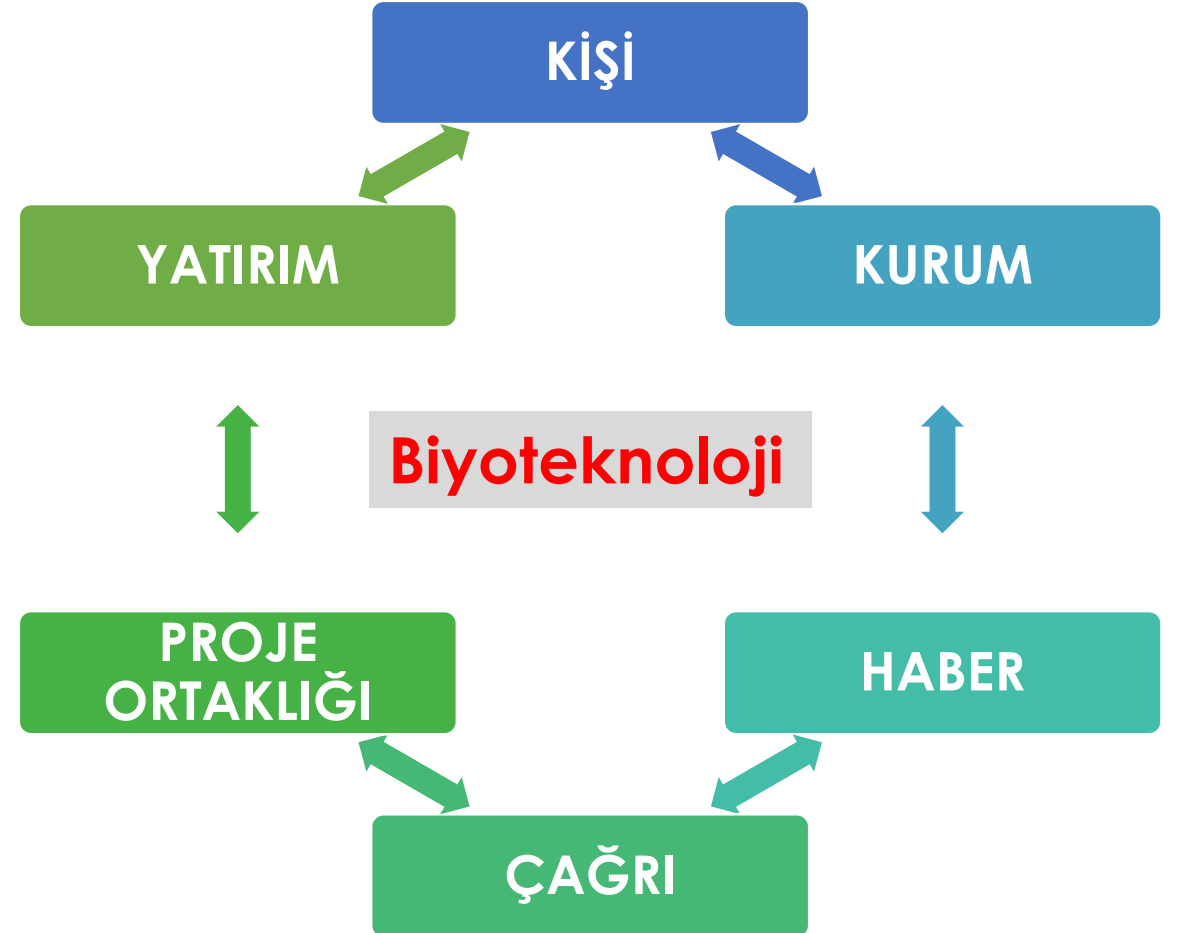 KİŞİ
YATIRIM
KURUM
Biyoteknoloji
PROJE
ORTAKLIĞI
HABER
ÇAĞRI